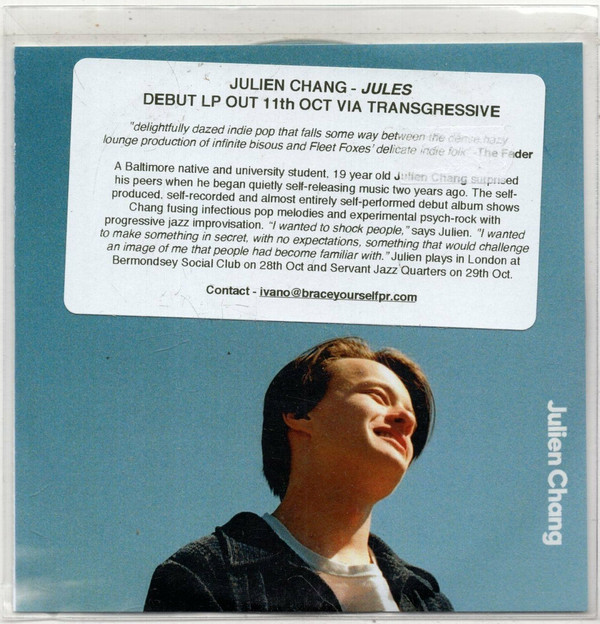 JULIEN CHANG - JULES
DEBUT LP OUT 11th OCT VIA TRANSGRESSIVE
"delightfully dazed indie pop that falls some way between the dense hazy
lounge production of infinite bisous and Fleet Foxes' delicate indie folk" -The Fader
A Baltimore native and university student, 19 year old Julien Chang surprised
his peers when he began quietly self-releasing music two years ago. The self-
produced, self-recorded and almost entirely self-performed debut album shows
Chang fusing infectious pop melodies and experimental psych-rock with
progressive jazz improvisation. "I wanted to shock people," says Julien. "I wanted
to make something in secret, with no expectations, something that would challenge
an image of me that people had become familiar with." Julien plays in London at
Bermondsey Social Club on 28th Oct and Servant Jazz Quarters on 29th Oct.
Contact - ivano@braceyourselfpr.com
Julien Chang